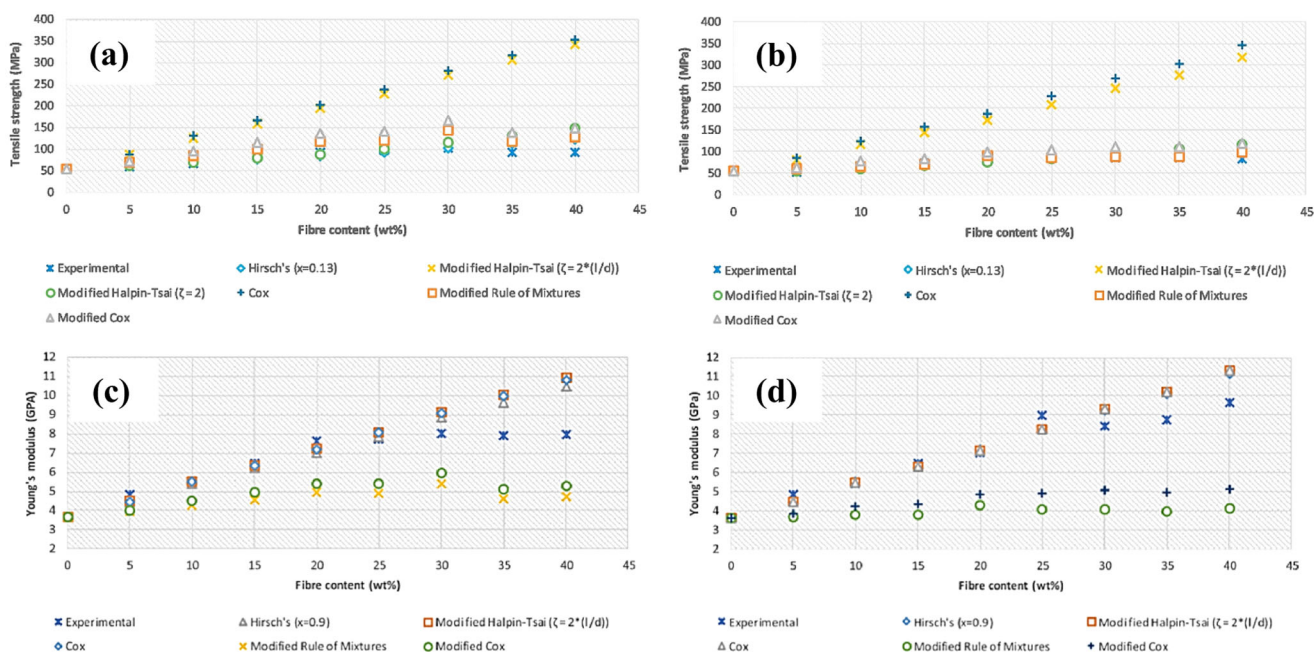 (a)
Tensile strength (MPa)
400
350
300
250
200
150
100
50
0
0 5 10 15 20 25 30 35 40 45
Fibre content (wt%)
Experimental Hirsch's (x=0.13) Modified Halpin-Tsai (ζ = 2*(l/d))
Modified Halpin-Tsai (ζ = 2) Cox Modified Rule of Mixtures
Modified Cox
(b)
Tensile strength (MPa)
400
350
300
250
200
150
100
50
0
0 5 10 15 20 25 30 35 40 45
Fibre content (wt%)
Experimental Hirsch's (x=0.13) Modified Halpin-Tsai (ζ = 2*(l/d))
Modified Halpin-Tsai (ζ = 2) Cox Modified Rule of Mixtures
Modified Cox
(c)
Young's modulus (GPA)
12
11
10
9
8
7
6
5
4
3
2
0 5 10 15 20 25 30 35 40 45
Fibre content (wt%)
Experimental Hirsch's (x=0.9) Modified Halpin-Tsai (ζ = 2*(l/d))
Cox Modified Rule of Mixtures Modified Cox
(d)
Young's modulus (GPa)
12
11
10
9
8
7
6
5
4
3
2
0 5 10 15 20 25 30 35 40 45
Fibre content (wt%)
Experimental Hirsch's (x=0.9) Modified Halpin-Tsai (ζ = 2*(l/d))
Cox Modified Rule of Mixtures Modified Cox